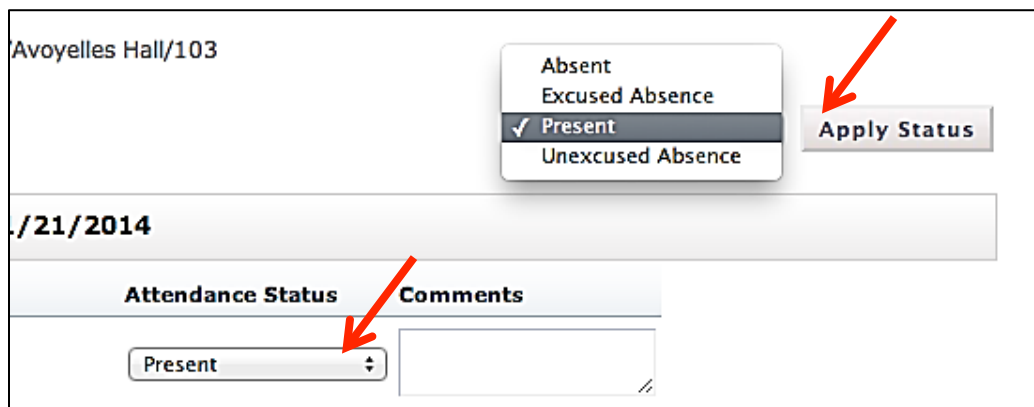 /Avoyelles Hall/103
Absent
Excused Absence
✓ Present
Unexcused Absence
Apply Status
/21/2014
Attendance Status Comments
Present